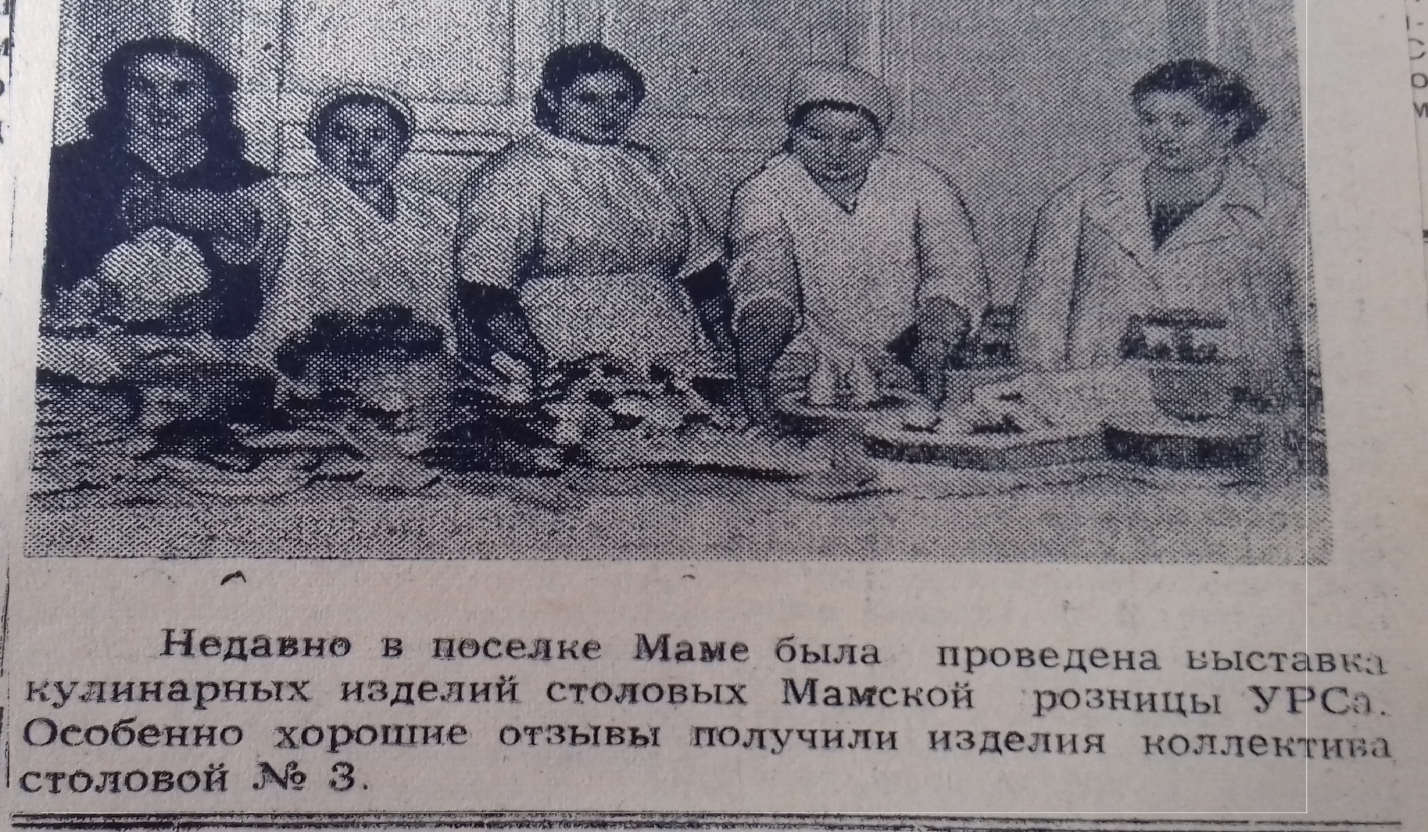 Недавно в поселке Маме была проведена выставка
кулинарных изделий столовых Мамской розницы УРСа.
Особенно хорошие отзывы получили изделия коллектива
столовой № 3.